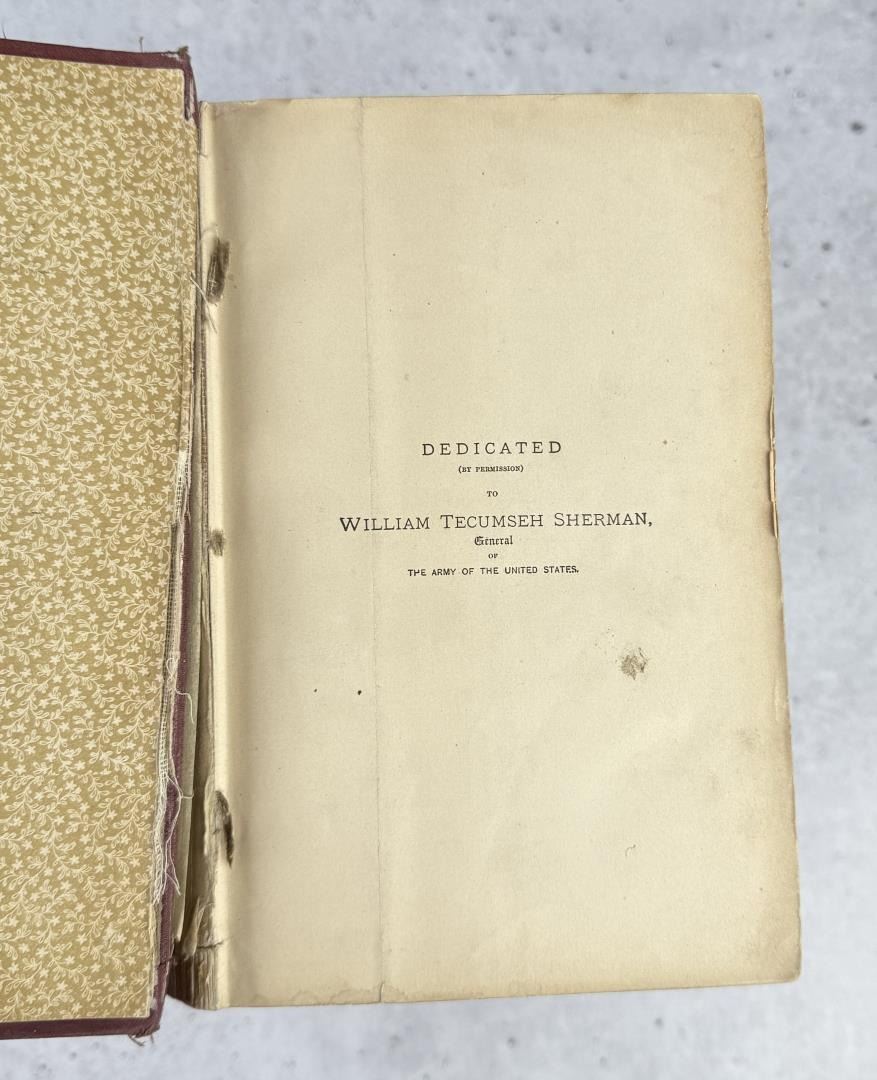 DEDICATED
(BY PERMISSION)
TO
WILLIAM TECUMSEH SHERMAN,
General
OF
THE ARMY OF THE UNITED STATES.